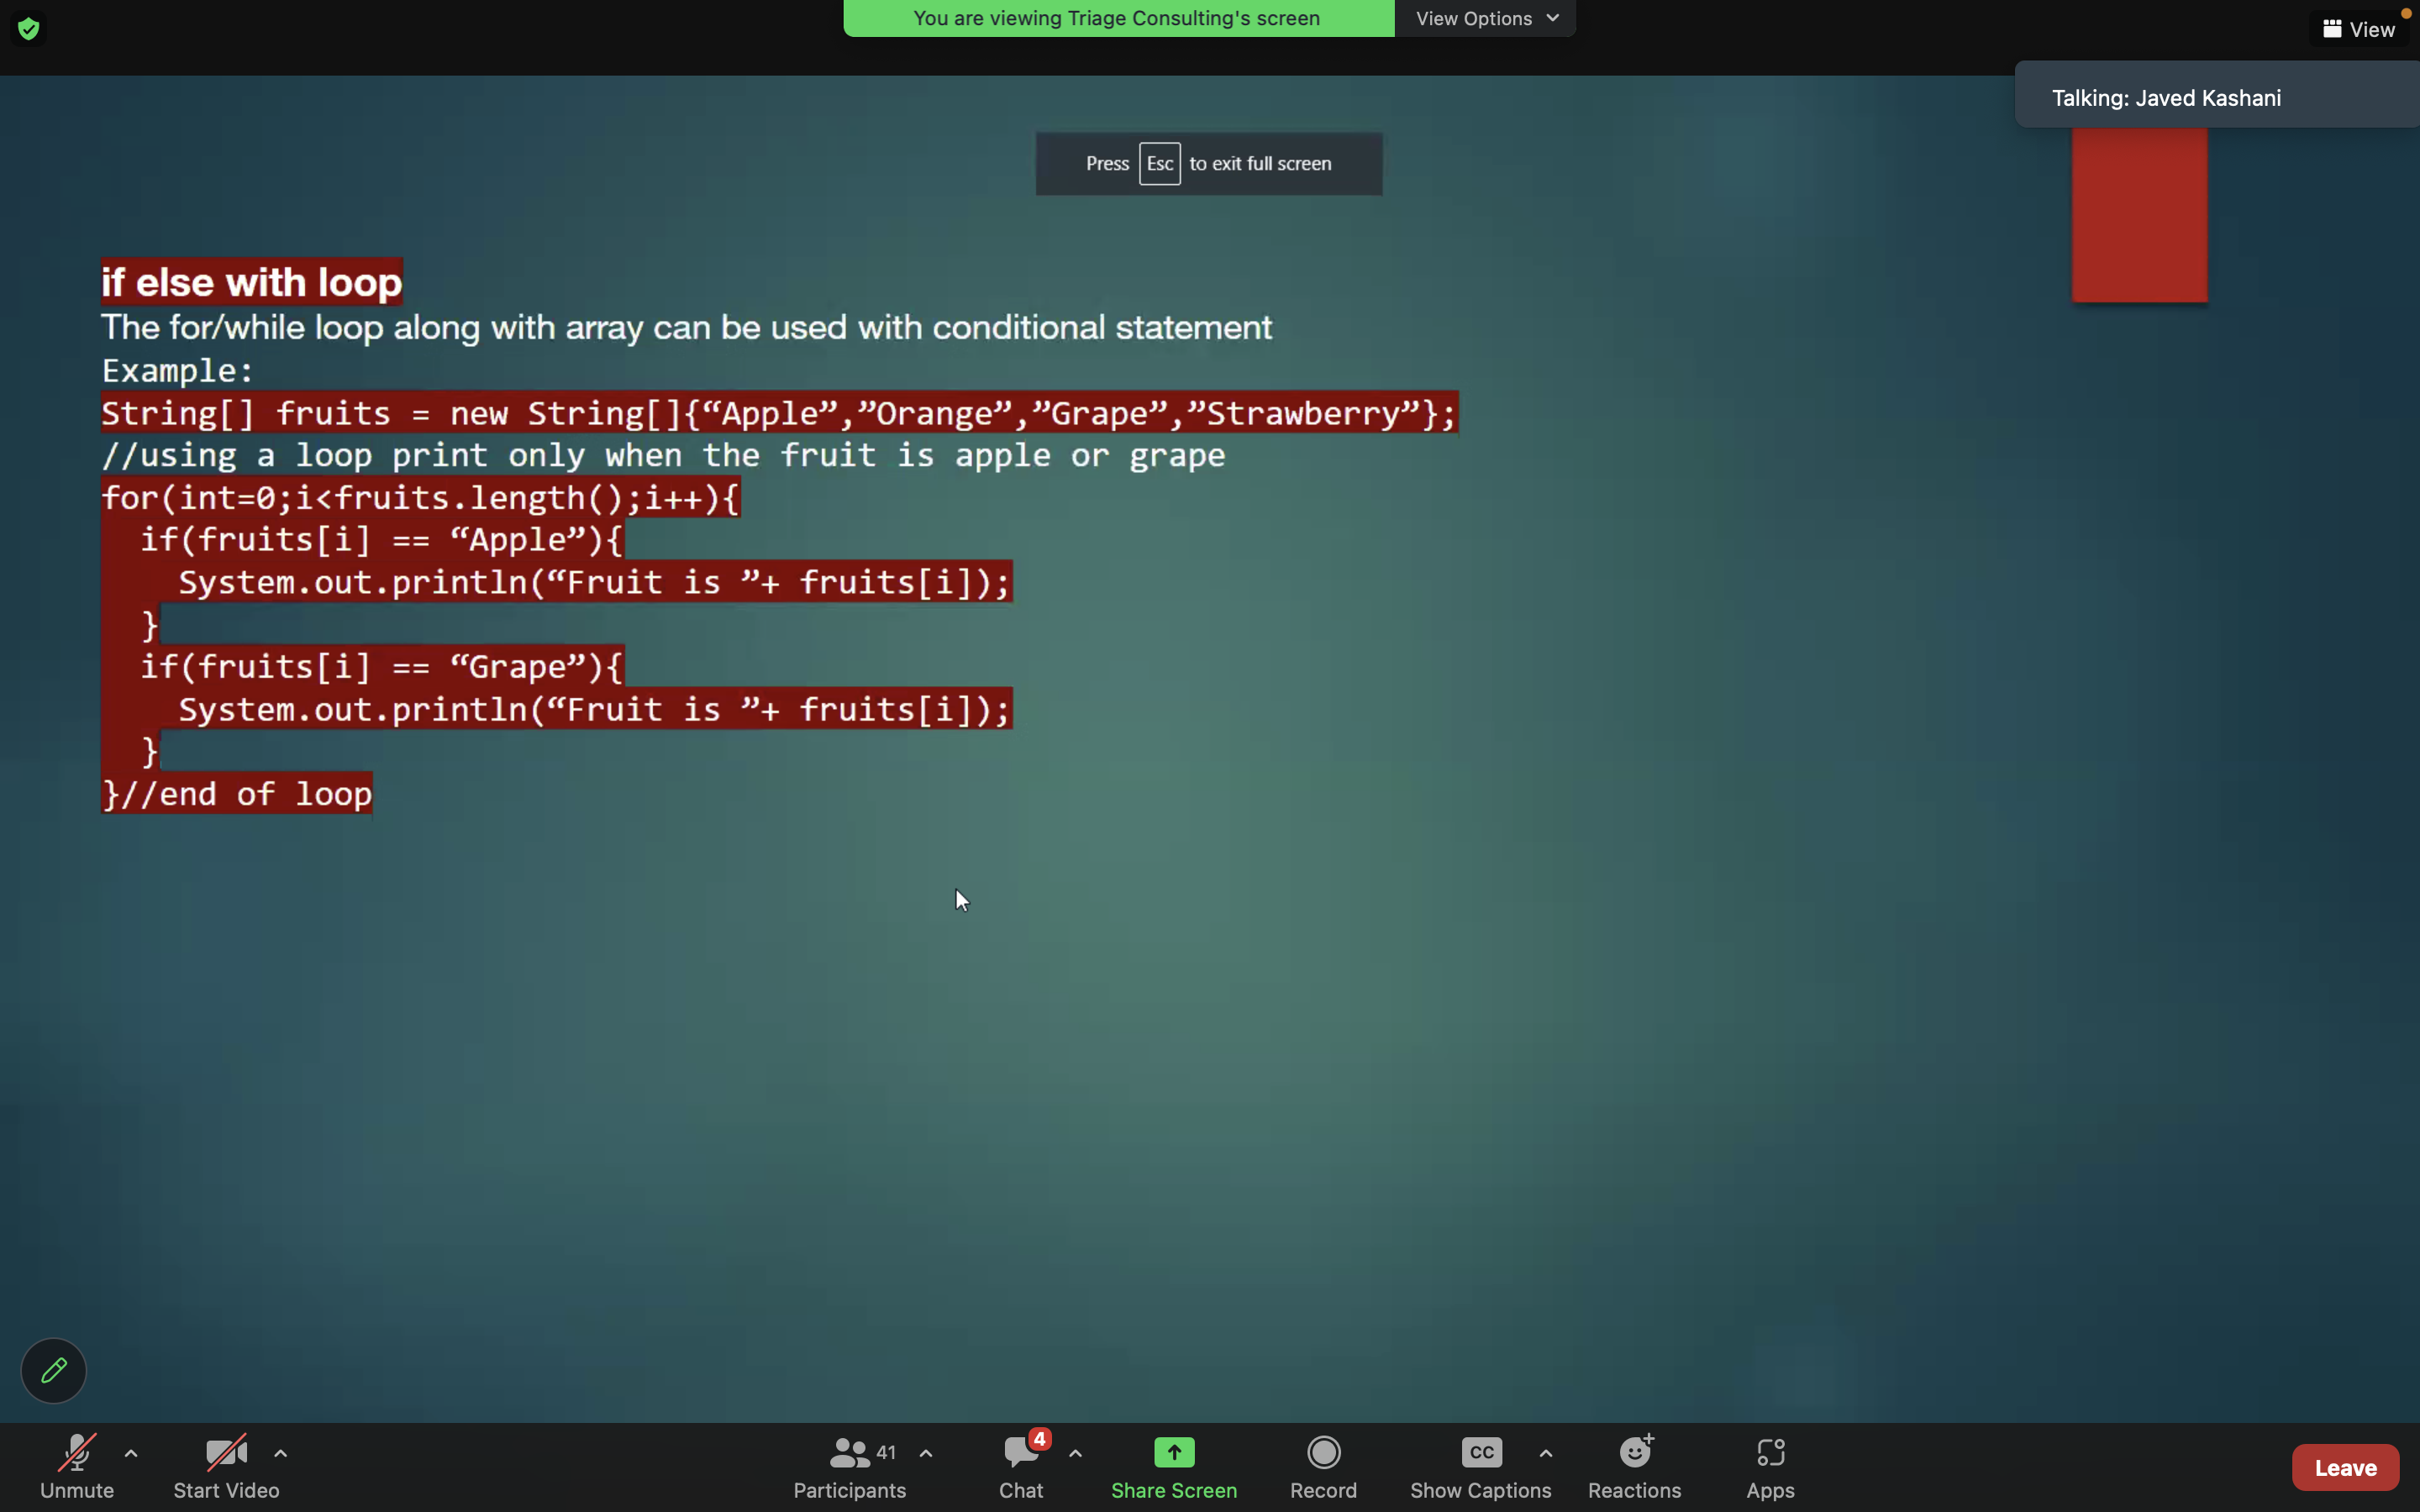 You are viewing Triage Consulting's screen View Options
View
Talking: Javed Kashani
Press Esc to exit full screen
if else with loop
The for/while loop along with array can be used with conditional statement
Example:
String[] fruits = new String[]{“Apple”,”Orange”,”Grape”,”Strawberry”};
//using a loop print only when the fruit is apple or grape
for(int=0;i<fruits.length();i++){
if(fruits[i] == “Apple”){
System.out.println(“Fruit is ”+ fruits[i]);
}
if(fruits[i] == “Grape”){
System.out.println(“Fruit is ”+ fruits[i]);
}
}//end of loop
41 4 CC
Unmute Start Video Participants Chat Share Screen Record Show Captions Reactions Apps Leave